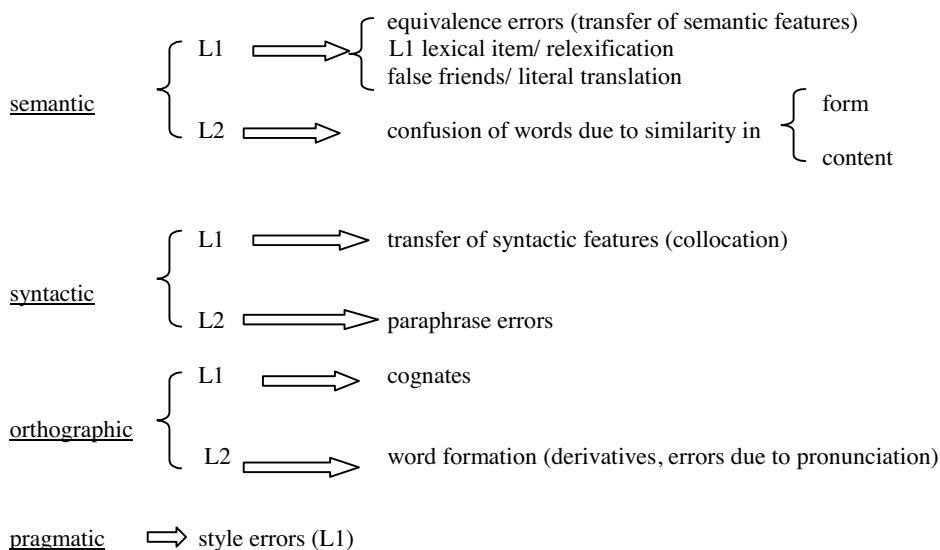 equivalence errors (transfer of semantic features)
L1 L1 lexical item/ relexification
false friends/ literal translation
semantic form
L2 confusion of words due to similarity in
content
L1 transfer of syntactic features (collocation)
syntactic
L2 paraphrase errors
L1 cognates
orthographic
L2 word formation (derivatives, errors due to pronunciation)
pragmatic style errors (L1)